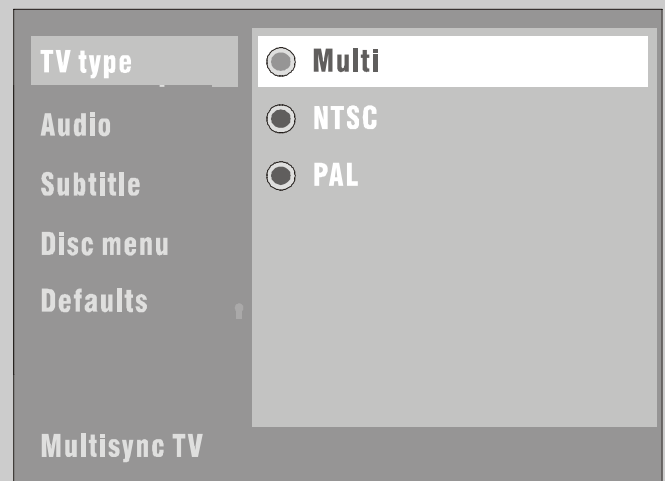 TV type
Audio
Subtitle
Disc menu
Defaults
Multisync TV
Multi
NTSC
PAL